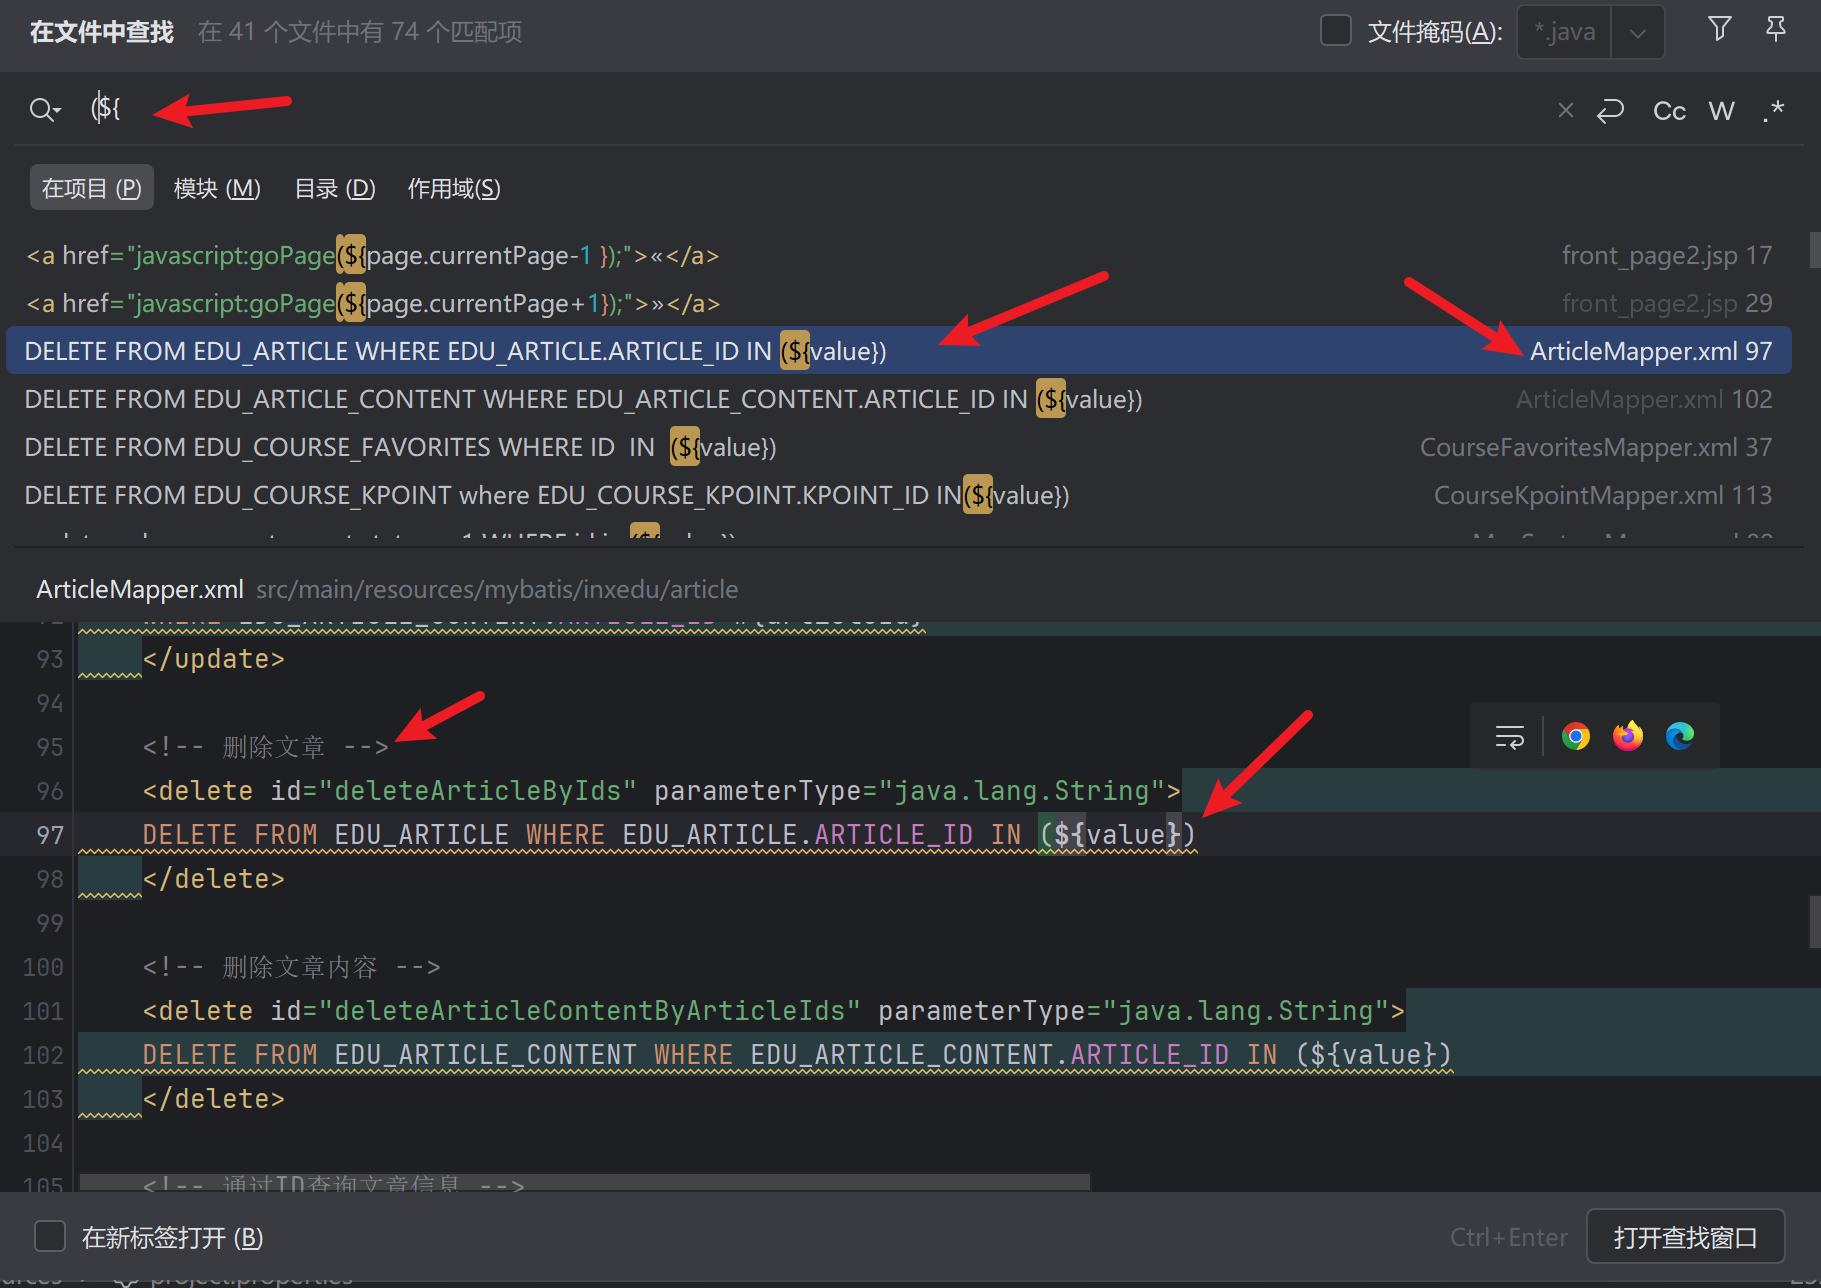 在文件中查找 在 41 个文件中有 74 个匹配项 文件掩码(A): *.java
(${ Cc W .*
在项目 (P) 模块 (M) 目录 (D) 作用域(S)
<a href="javascript:goPage(${page.currentPage-1 });">«</a> front_page2.jsp 17
<a href="javascript:goPage(${page.currentPage+1});">»</a> front_page2.jsp 29
DELETE FROM EDU_ARTICLE WHERE EDU_ARTICLE.ARTICLE_ID IN (${value}) ArticleMapper.xml 97
DELETE FROM EDU_ARTICLE_CONTENT WHERE EDU_ARTICLE_CONTENT.ARTICLE_ID IN (${value}) ArticleMapper.xml 102
DELETE FROM EDU_COURSE_FAVORITES WHERE ID  IN  (${value}) CourseFavoritesMapper.xml 37
DELETE FROM EDU_COURSE_KPOINT where EDU_COURSE_KPOINT.KPOINT_ID IN(${value}) CourseKpointMapper.xml 113
ArticleMapper.xml src/main/resources/mybatis/inxedu/article
93 </update>
94
95 <!-- 删除文章 -->
96 <delete id="deleteArticleByIds" parameterType="java.lang.String">
97 DELETE FROM EDU_ARTICLE WHERE EDU_ARTICLE.ARTICLE_ID IN (${value})
98 </delete>
99
100 <!-- 删除文章内容 -->
101 <delete id="deleteArticleContentByArticleIds" parameterType="java.lang.String">
102 DELETE FROM EDU_ARTICLE_CONTENT WHERE EDU_ARTICLE_CONTENT.ARTICLE_ID IN (${value})
103 </delete>
104
105 <!-- 通过ID查询文章信息 -->
在新标签打开 (B) Ctrl+Enter 打开查找窗口
project.properties